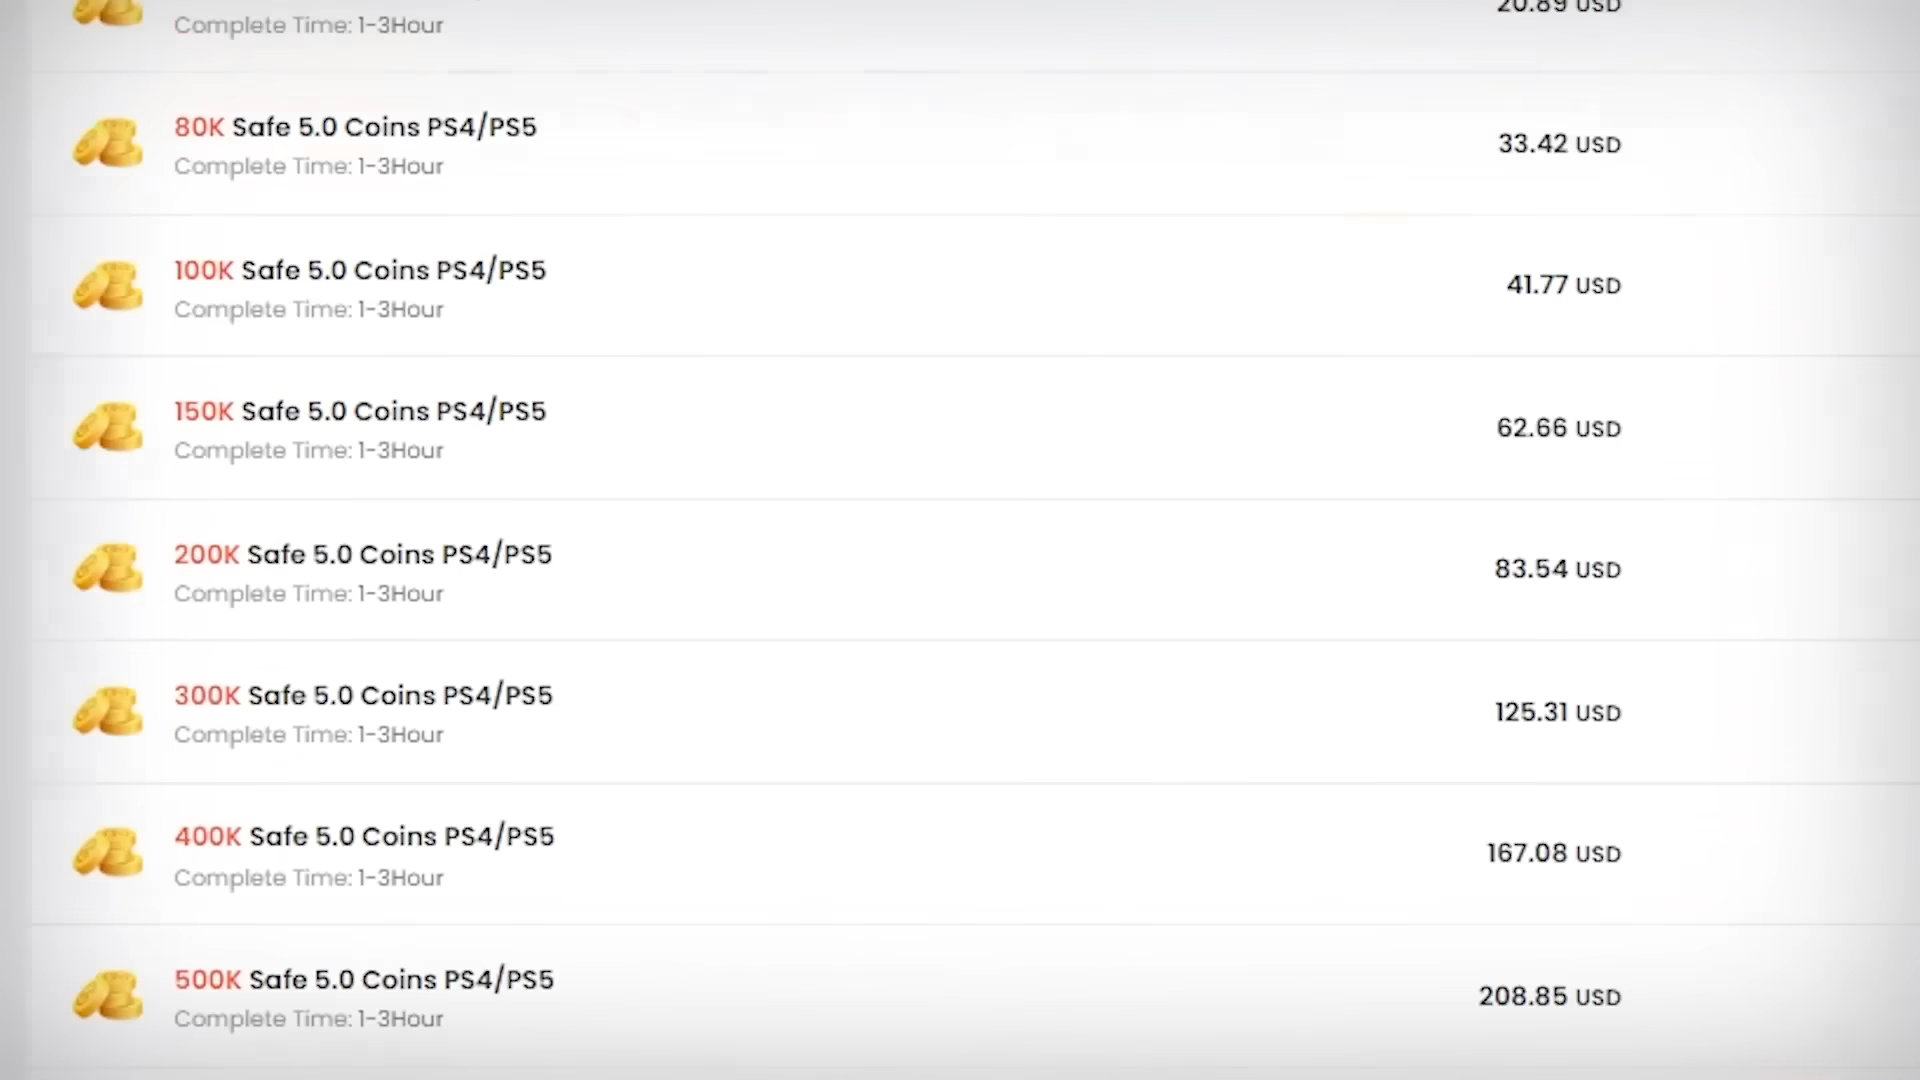 20.89 USD
Complete Time: 1-3Hour
80K Safe 5.0 Coins PS4/PS5
33.42 USD
Complete Time: 1-3Hour
100K Safe 5.0 Coins PS4/PS5
41.77 USD
Complete Time: 1-3Hour
150K Safe 5.0 Coins PS4/PS5
62.66 USD
Complete Time: 1-3Hour
200K Safe 5.0 Coins PS4/PS5
83.54 USD
Complete Time: 1-3Hour
300K Safe 5.0 Coins PS4/PS5
125.31 USD
Complete Time: 1-3Hour
400K Safe 5.0 Coins PS4/PS5
167.08 USD
Complete Time: 1-3Hour
500K Safe 5.0 Coins PS4/PS5
208.85 USD
Complete Time: 1-3Hour